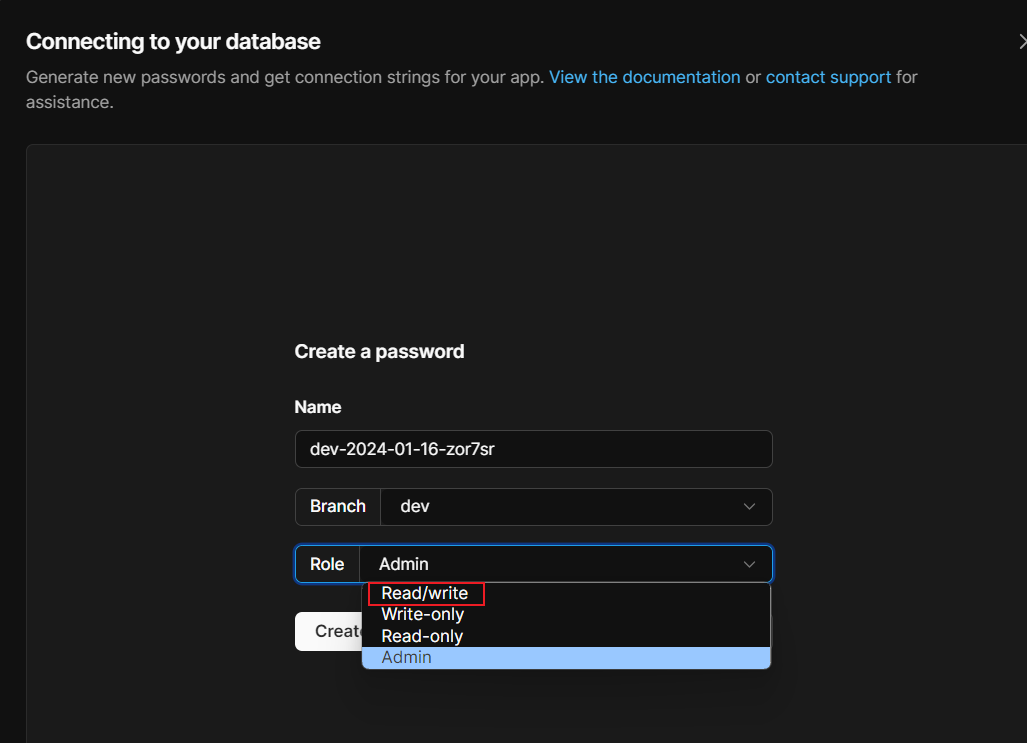 Connecting to your database
Generate new passwords and get connection strings for your app. View the documentation or contact support for
assistance.
Create a password
Name
dev-2024-01-16-zor7sr
Branch dev
Role Admin
Read/write
Write-only
Read-only
Admin